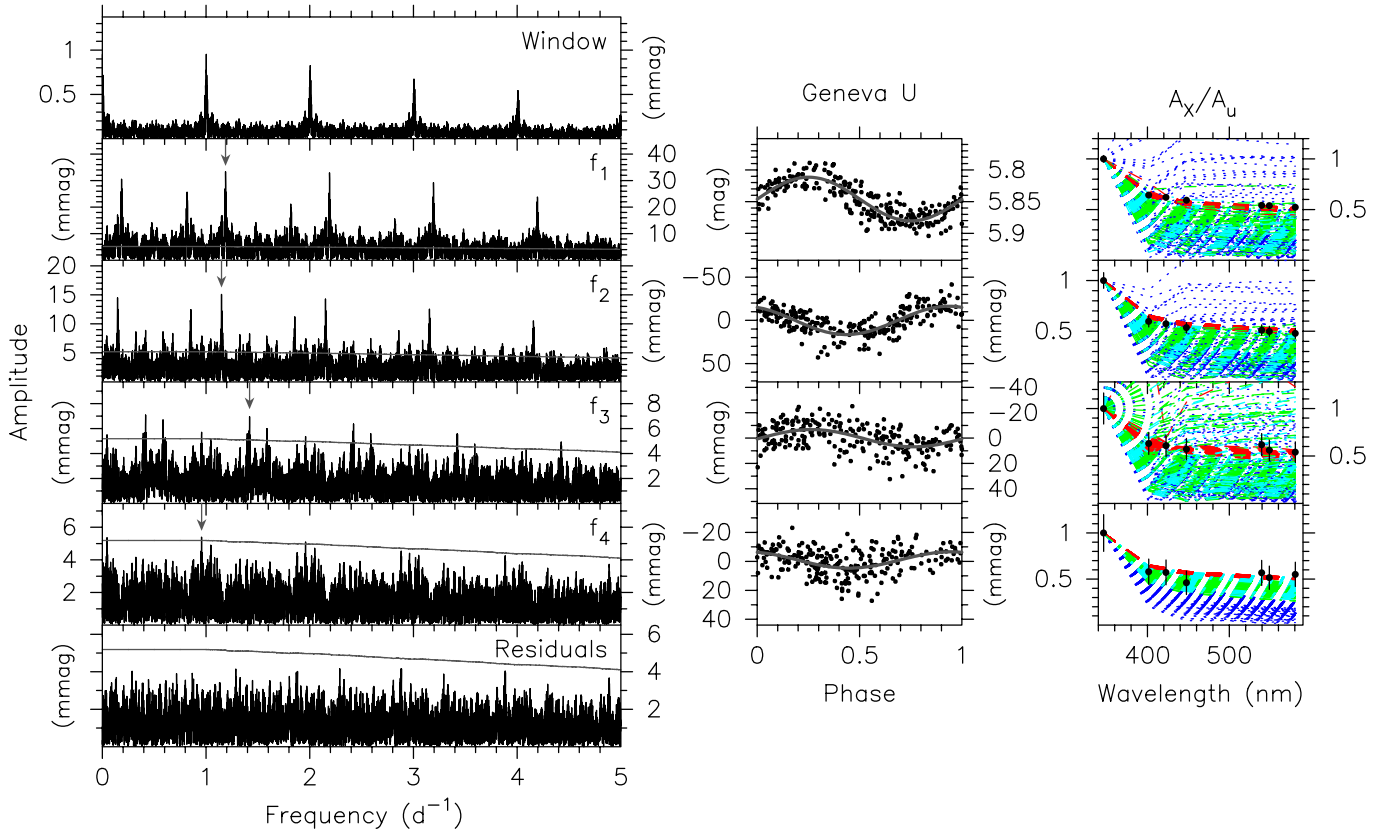 Window
1
0.5
(mmag)
f1
40
30
20
10
(mmag)
f2
20
15
10
5
(mmag)
f3
8
6
4
2
(mmag)
f4
6
4
2
(mmag)
Residuals
6
4
2
(mmag)
Amplitude
0 1 2 3 4 5
Frequency (d⁻¹)
Geneva U
(mag)
5.8
5.85
5.9
−50
0
50
(mmag)
(mmag)
−40
−20
0
20
40
−20
0
20
40
(mmag)
0 0.5 1
Phase
AX/Au
1
0.5
1
0.5
1
0.5
1
0.5
400 500
Wavelength (nm)